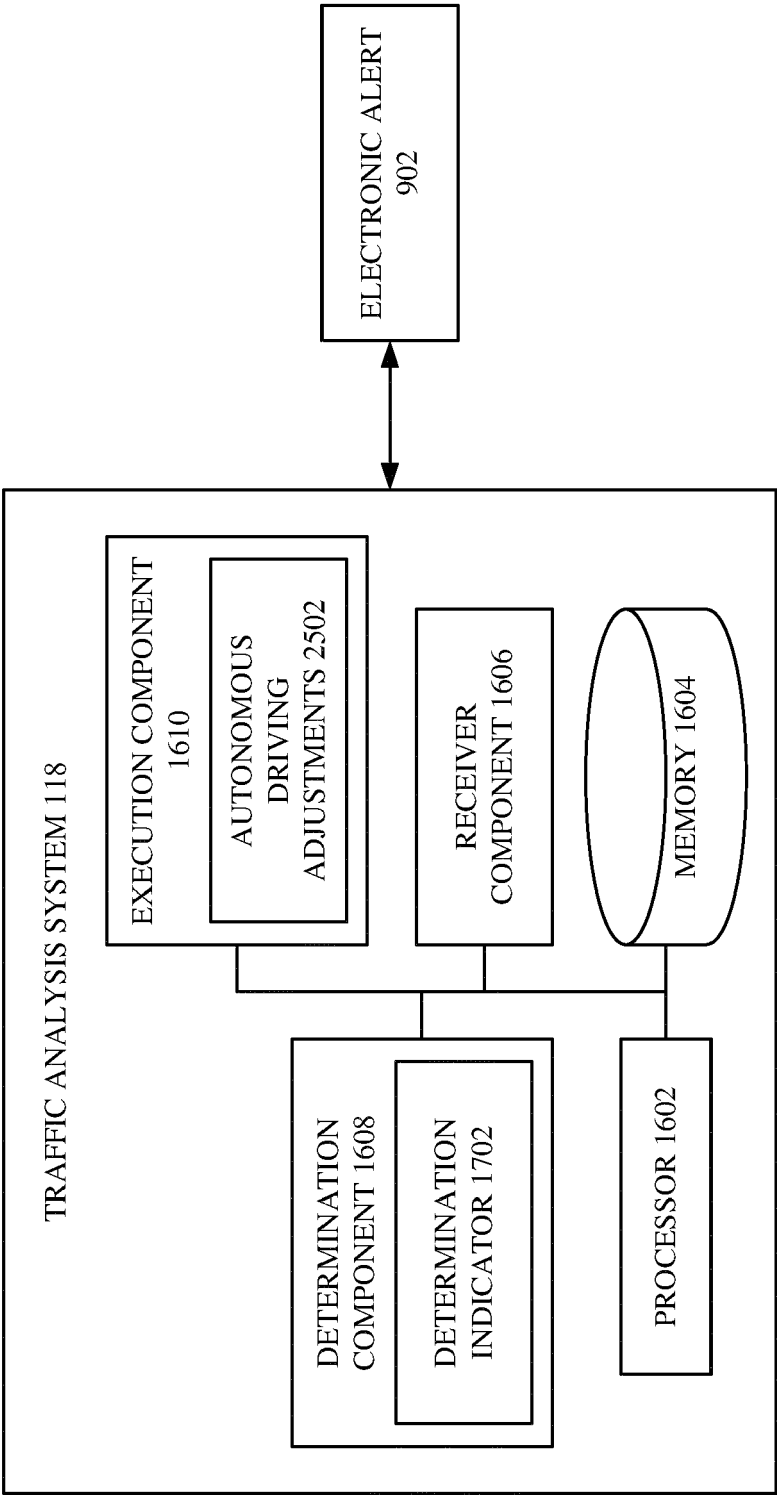 TRAFFIC ANALYSIS SYSTEM 118
DETERMINATION
COMPONENT 1608
DETERMINATION
INDICATOR 1702
PROCESSOR 1602
EXECUTION COMPONENT
1610
AUTONOMOUS
DRIVING
ADJUSTMENTS 2502
RECEIVER
COMPONENT 1606
MEMORY 1604
ELECTRONIC ALERT
902